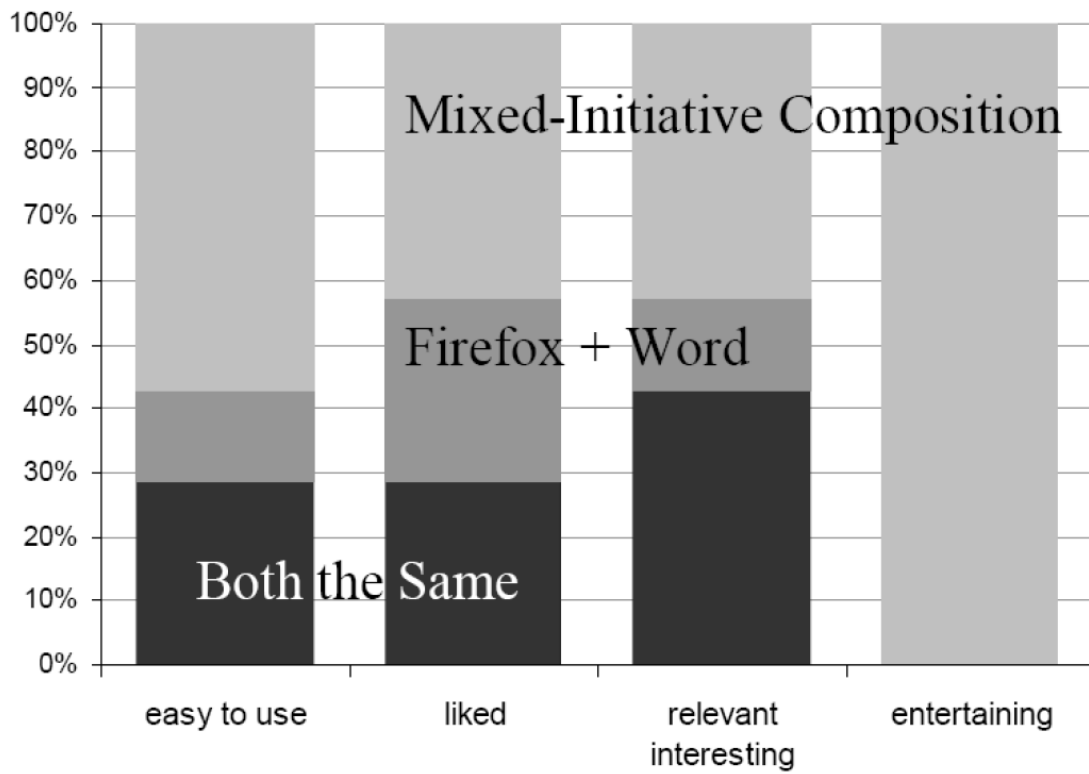 100%
90%
80%
70%
60%
50%
40%
30%
20%
10%
0%
Mixed-Initiative Composition
Firefox + Word
Both the Same
easy to use
liked
relevant
interesting
entertaining